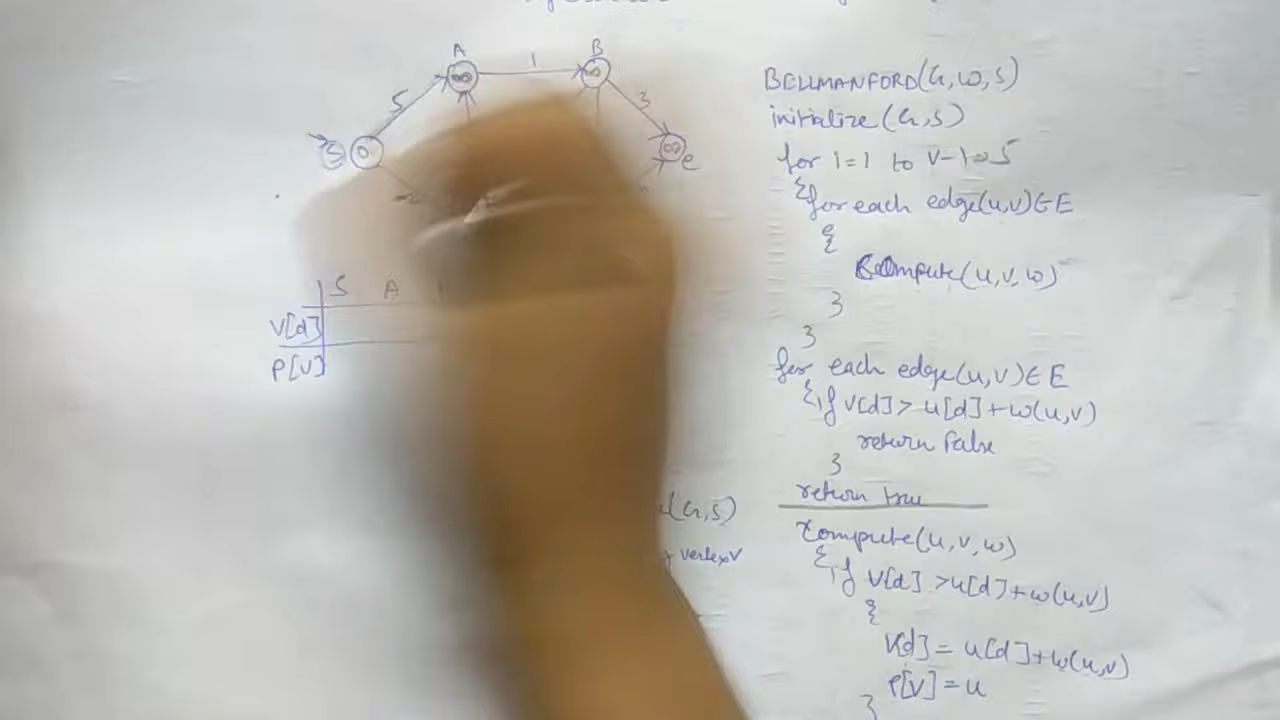 A 1 B
5 3
S 0 ∞ ∞ ∞ e
S A
V[d]
P[V]
(G,S)
vertex V
BELLMANFORD(G,W,S)
initialize(G,S)
for i=1 to V-1=5
{for each edge(u,v)∈E
{
Compute(u,v,w)
}
}
for each edge(u,v)∈E
{if v[d]>u[d]+w(u,v)
return False
}
return true
Compute(u,v,w)
{if v[d]>u[d]+w(u,v)
{
V[d]=u[d]+w(u,v)
P[V]=u
}